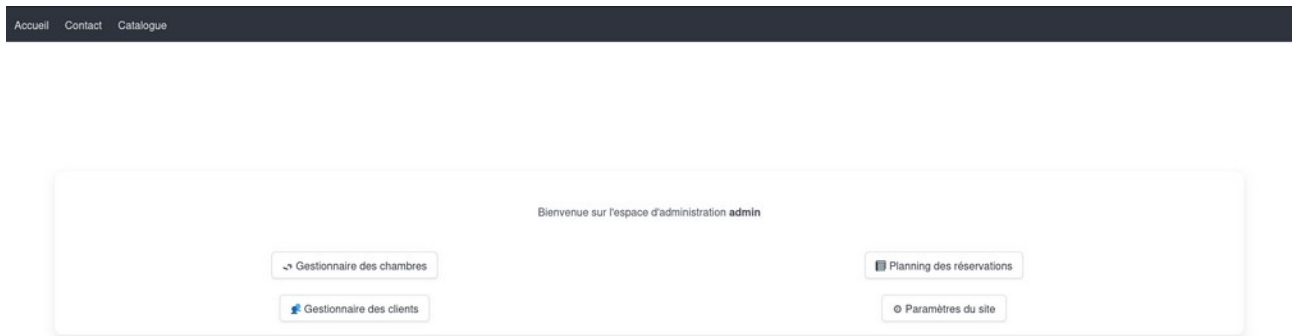 Accueil Contact Catalogue
Bienvenue sur l'espace d'administration admin
Gestionnaire des chambres
Planning des réservations
Gestionnaire des clients
Paramètres du site